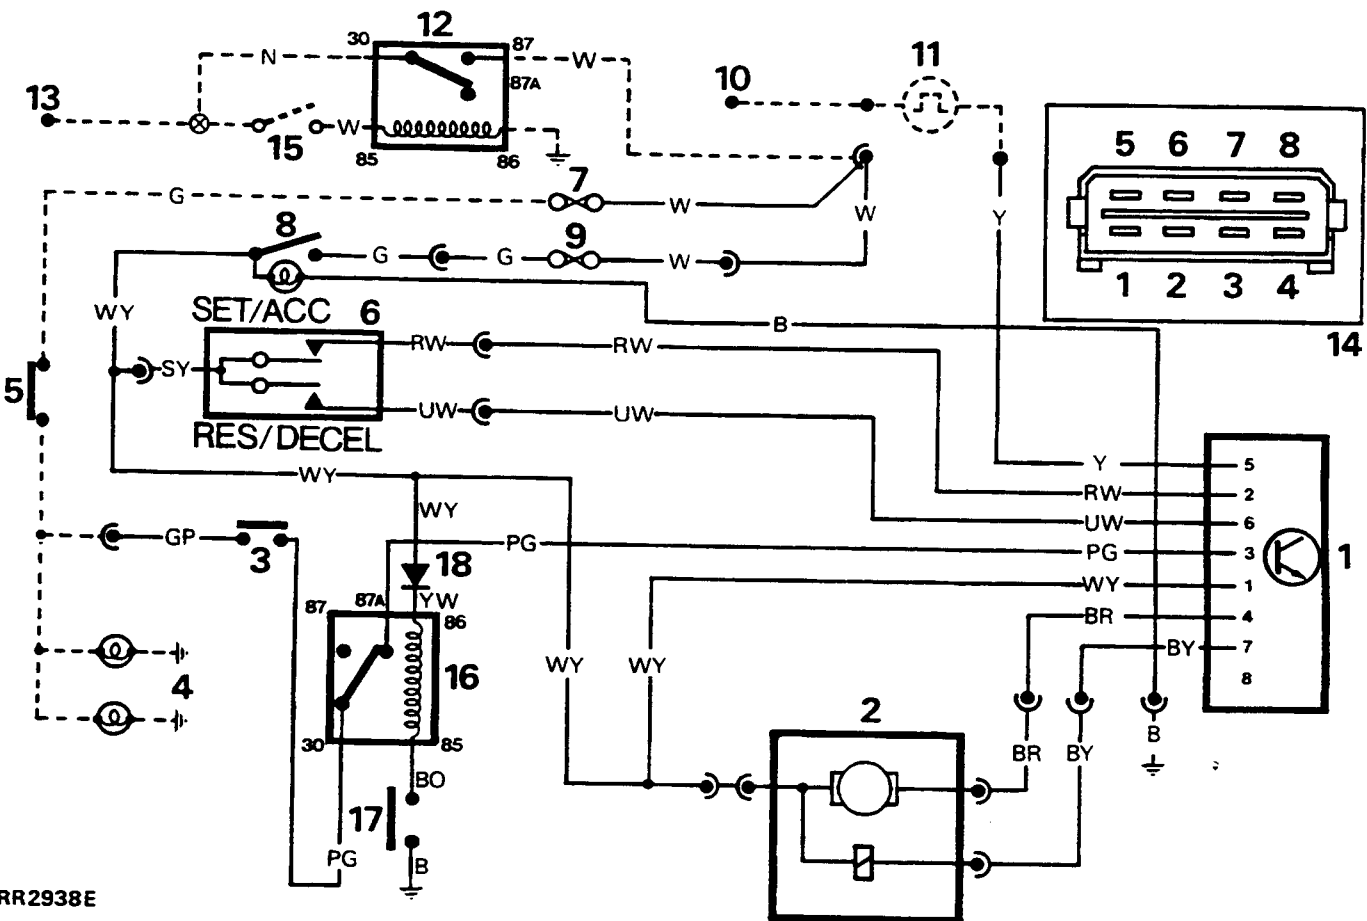 12
30
87
N
W
87A
13
15
W
85
86
10
11
5 6 7 8
1 2 3 4
14
7
G
W
W
Y
8
9
G
G
W
WY
SET/ACC
6
B
SY
RW
RW
5
UW
UW
RES/DECEL
WY
WY
GP
3
PG
18
87
87A
YW
86
Y
5
RW
2
UW
6
PG
3
1
WY
1
BR
4
BY
7
8
4
16
WY
WY
30
85
BO
17
PG
B
2
BR
BY
B
RR2938E